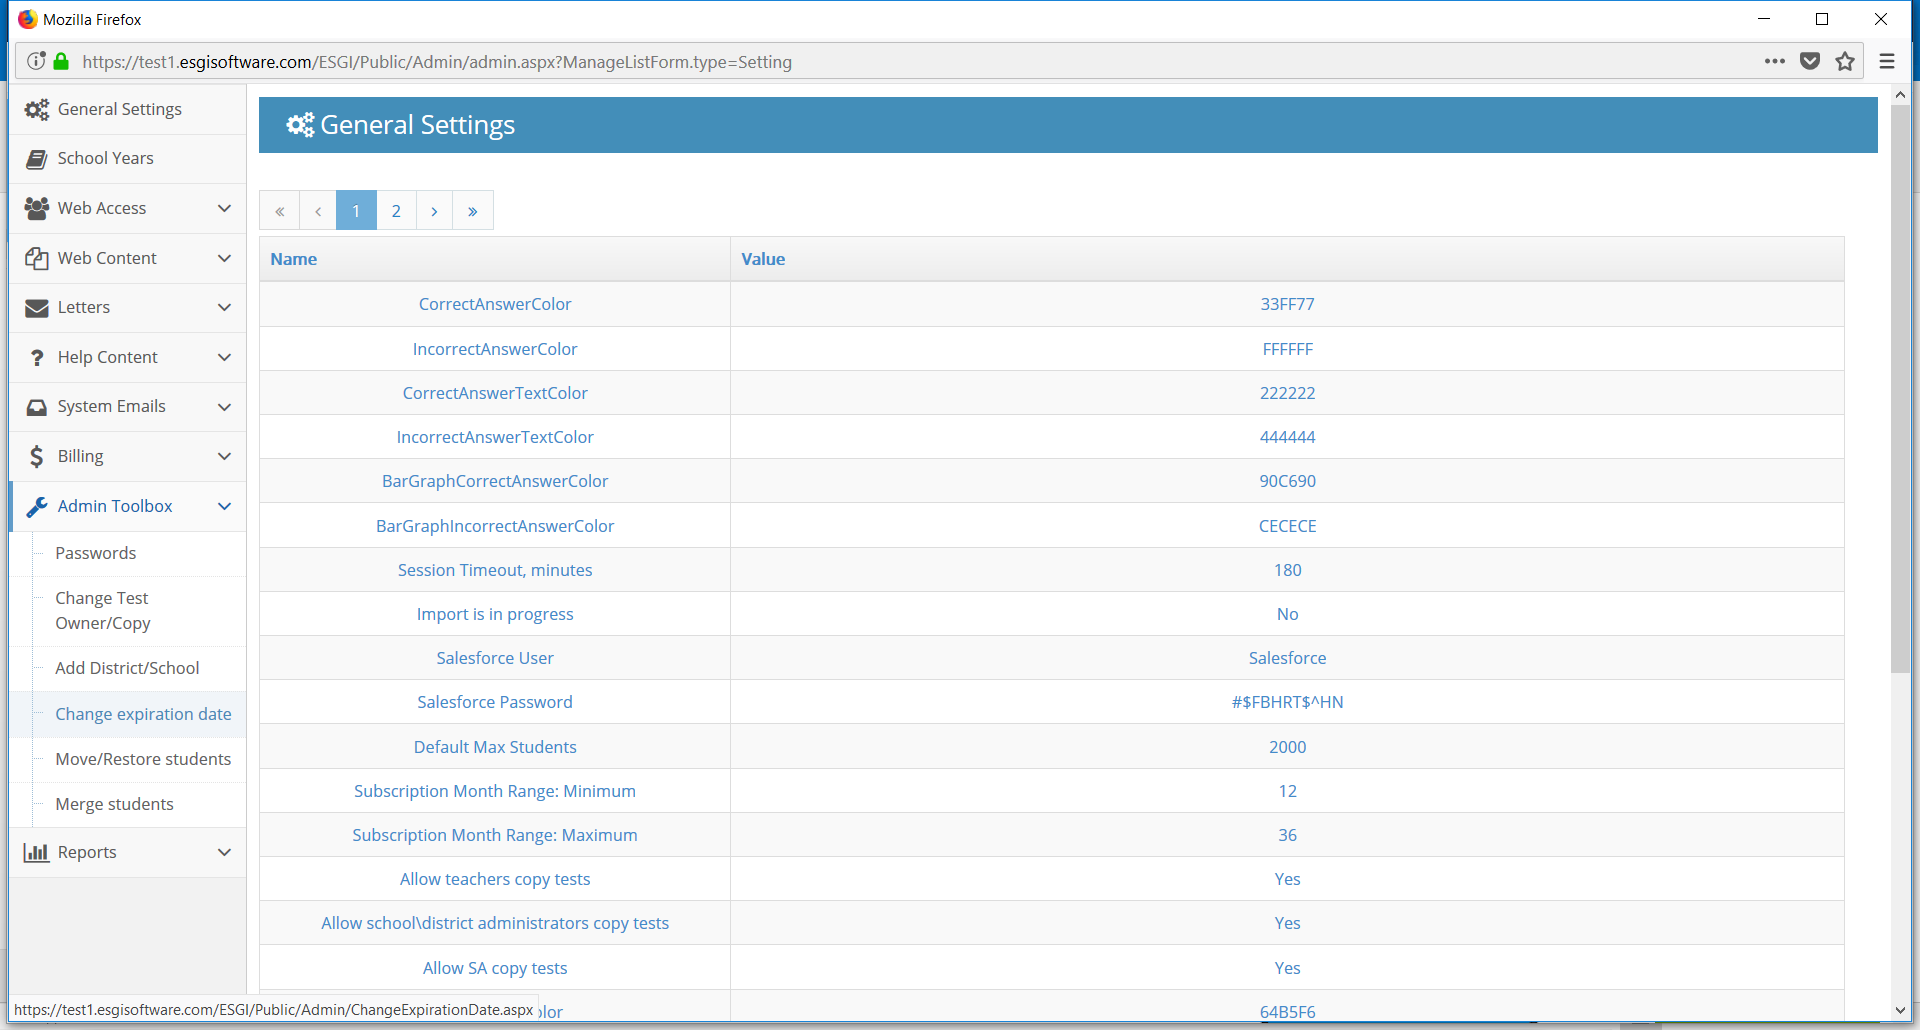 Mozilla Firefox
https://test1.esgisoftware.com/ESGI/Public/Admin/admin.aspx?ManageListForm.type=Setting
General Settings
School Years
Web Access
Web Content
Letters
Help Content
System Emails
Billing
Admin Toolbox
Passwords
Change Test
Owner/Copy
Add District/School
Change expiration date
Move/Restore students
Merge students
Reports
General Settings
« ‹ 1 2 › »
Name Value
CorrectAnswerColor 33FF77
IncorrectAnswerColor FFFFFF
CorrectAnswerTextColor 222222
IncorrectAnswerTextColor 444444
BarGraphCorrectAnswerColor 90C690
BarGraphIncorrectAnswerColor CECECE
Session Timeout, minutes 180
Import is in progress No
Salesforce User Salesforce
Salesforce Password #$FBHRT$^HN
Default Max Students 2000
Subscription Month Range: Minimum 12
Subscription Month Range: Maximum 36
Allow teachers copy tests Yes
Allow school\district administrators copy tests Yes
Allow SA copy tests Yes
olor 64B5F6
https://test1.esgisoftware.com/ESGI/Public/Admin/ChangeExpirationDate.aspx